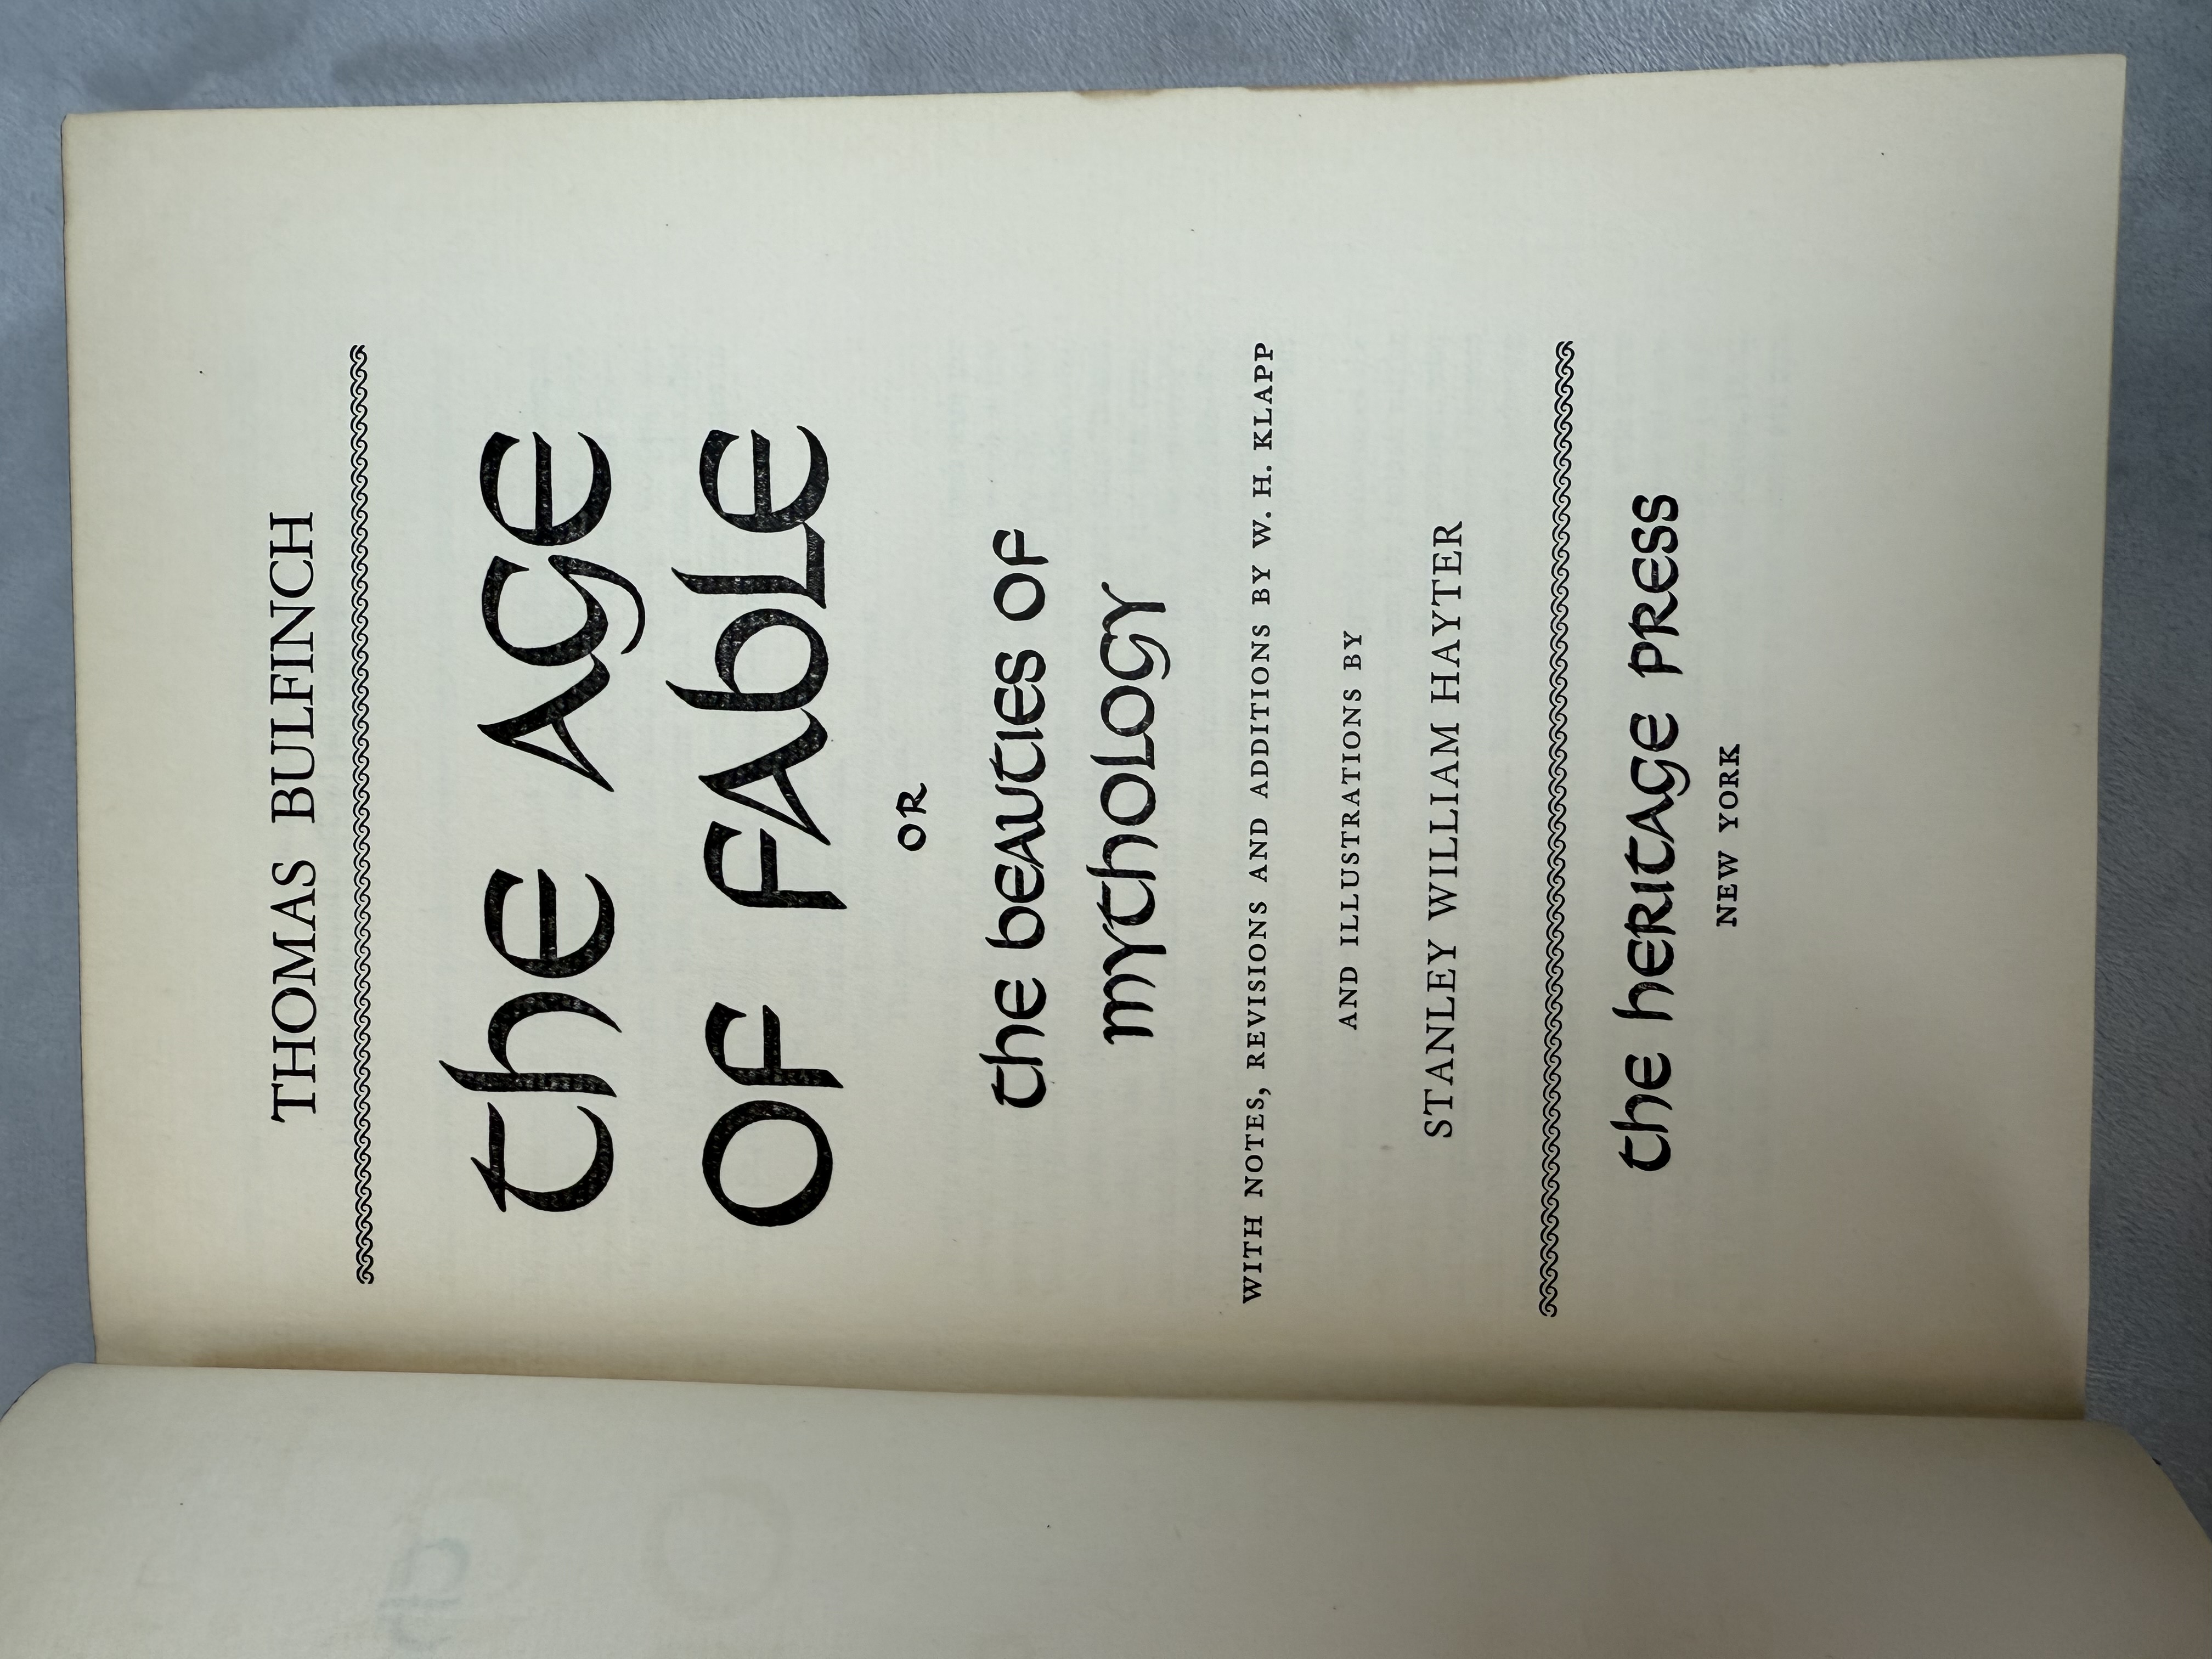 THOMAS BULFINCH
the AGE
OF FAbLE
OR
the beAUTIES OF
mYThOLOGY
WITH NOTES, REVISIONS AND ADDITIONS BY W. H. KLAPP
AND ILLUSTRATIONS BY
STANLEY WILLIAM HAYTER
the heRITAGE PRESS
NEW YORK